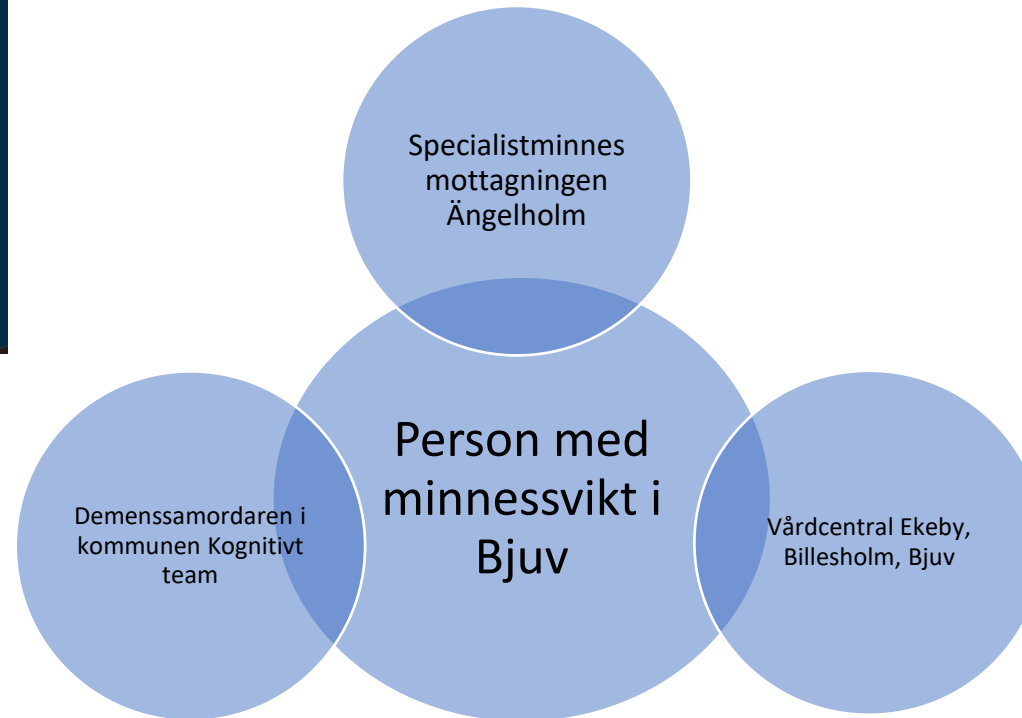 Specialistminnes
mottagningen
Ängelholm
Person med
minnessvikt i
Bjuv
Demenssamordaren i
kommunen Kognitivt
team
Vårdcentral Ekeby,
Billesholm, Bjuv